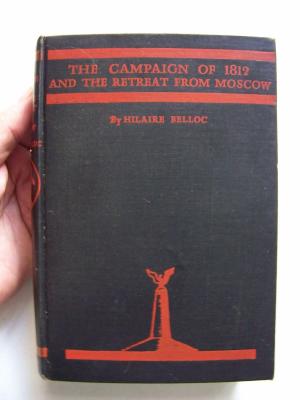 THE CAMPAIGN OF 1812
AND THE RETREAT FROM MOSCOW
By HILAIRE BELLOC